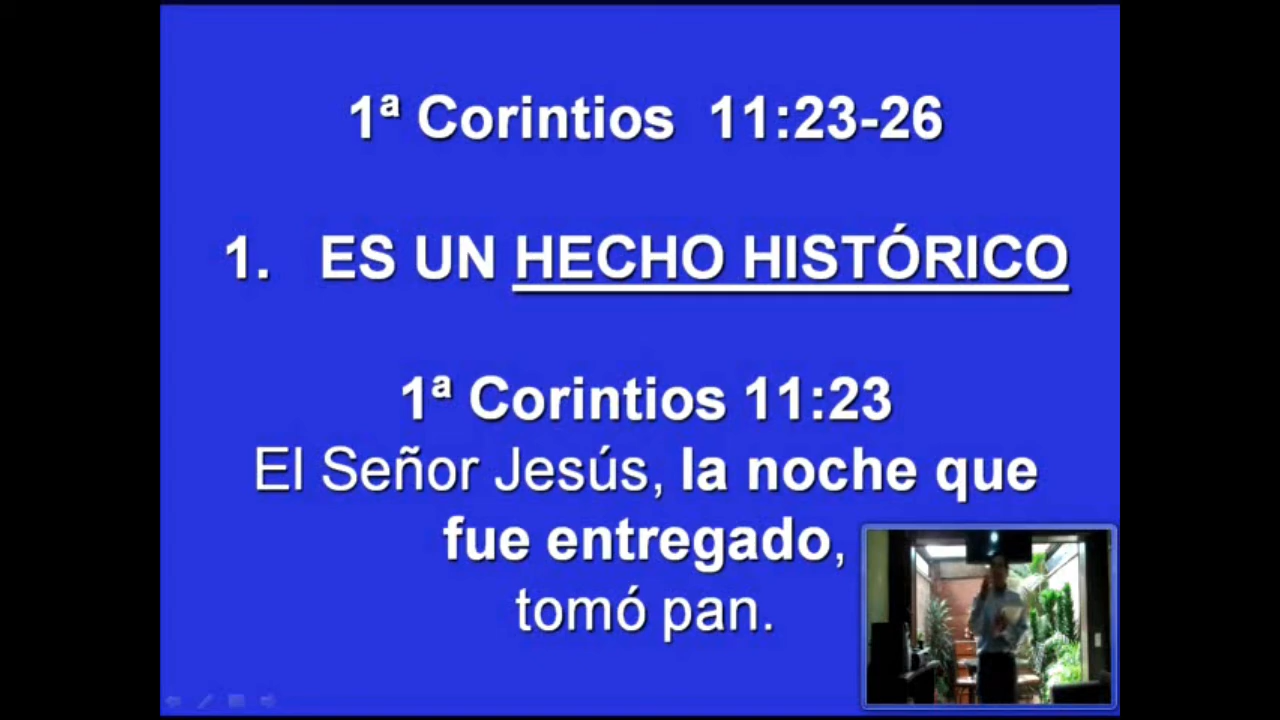 1ª Corintios 11:23-26
1. ES UN HECHO HISTÓRICO
1ª Corintios 11:23
El Señor Jesús, la noche que
fue entregado,
tomó pan.